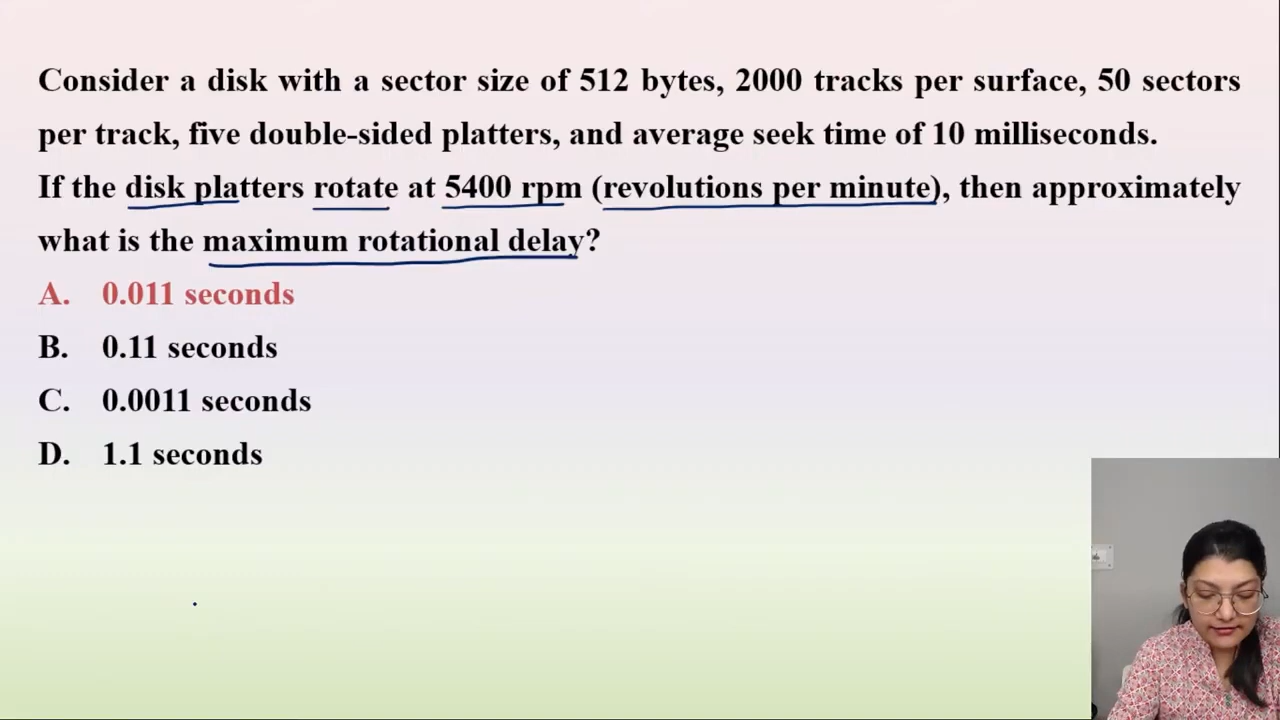 Consider a disk with a sector size of 512 bytes, 2000 tracks per surface, 50 sectors
per track, five double-sided platters, and average seek time of 10 milliseconds.
If the disk platters rotate at 5400 rpm (revolutions per minute), then approximately
what is the maximum rotational delay?
A. 0.011 seconds
B. 0.11 seconds
C. 0.0011 seconds
D. 1.1 seconds